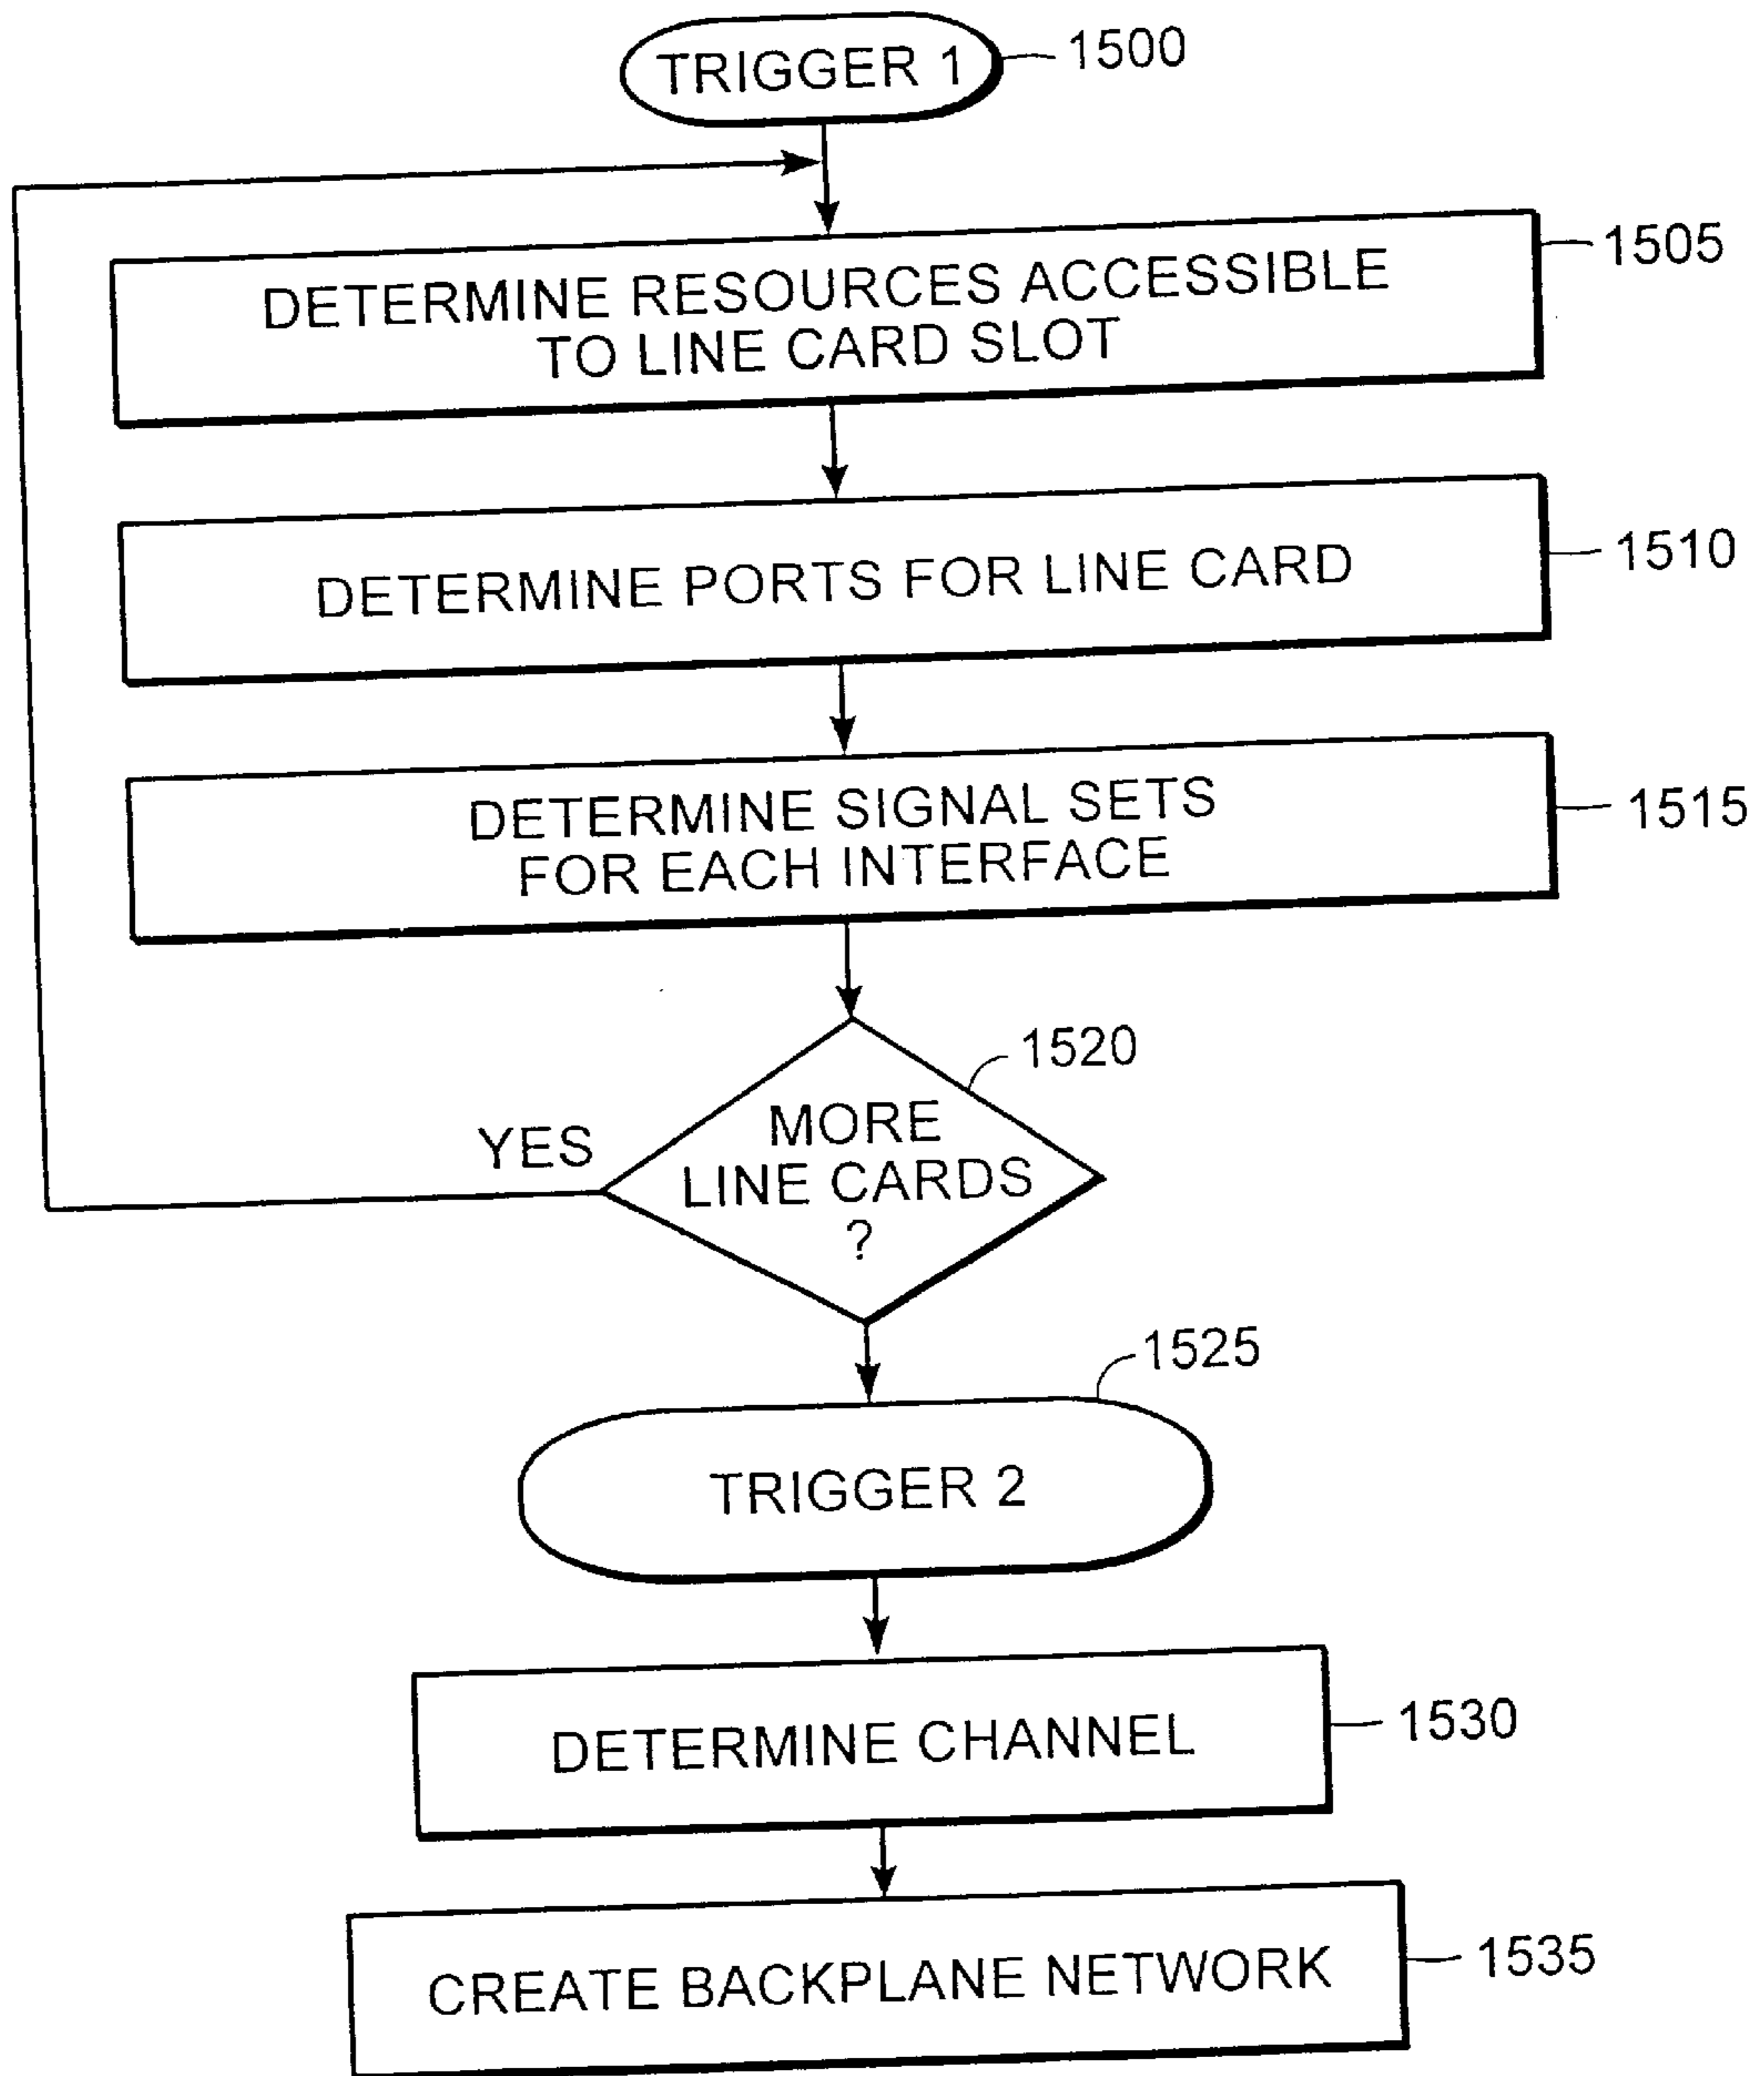 TRIGGER 1
1500
DETERMINE RESOURCES ACCESSIBLE
TO LINE CARD SLOT
1505
DETERMINE PORTS FOR LINE CARD
1510
DETERMINE SIGNAL SETS
FOR EACH INTERFACE
1515
1520
MORE
LINE CARDS
?
YES
1525
TRIGGER 2
DETERMINE CHANNEL
1530
CREATE BACKPLANE NETWORK
1535